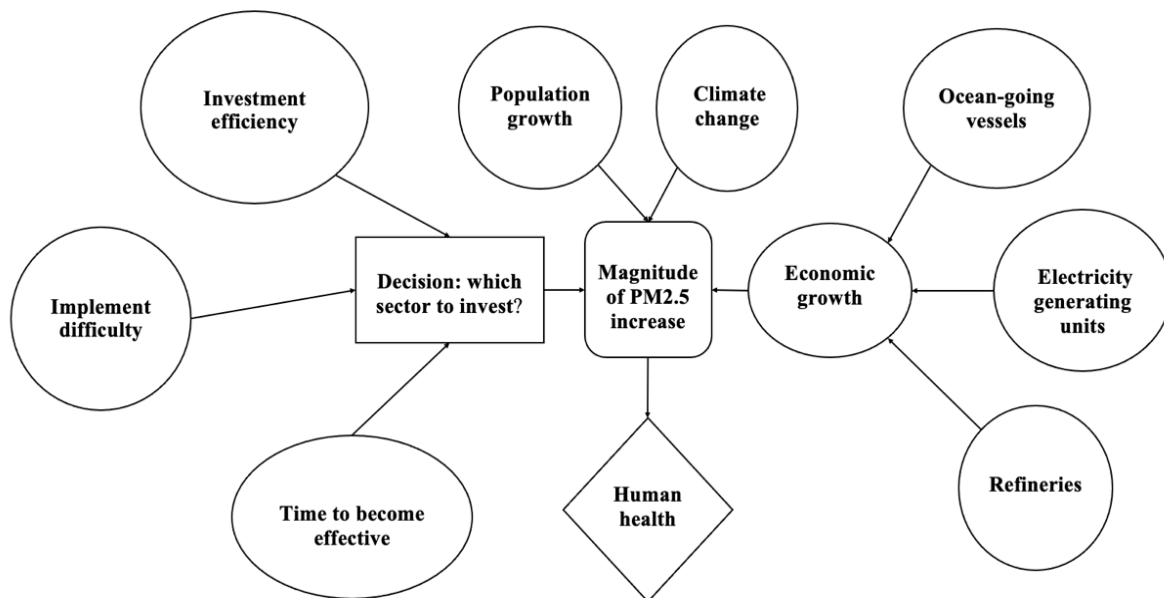 Investment
efficiency
Population
growth
Climate
change
Ocean-going
vessels
Implement
difficulty
Decision: which
sector to invest?
Magnitude
of PM2.5
increase
Economic
growth
Electricity
generating
units
Time to become
effective
Human
health
Refineries